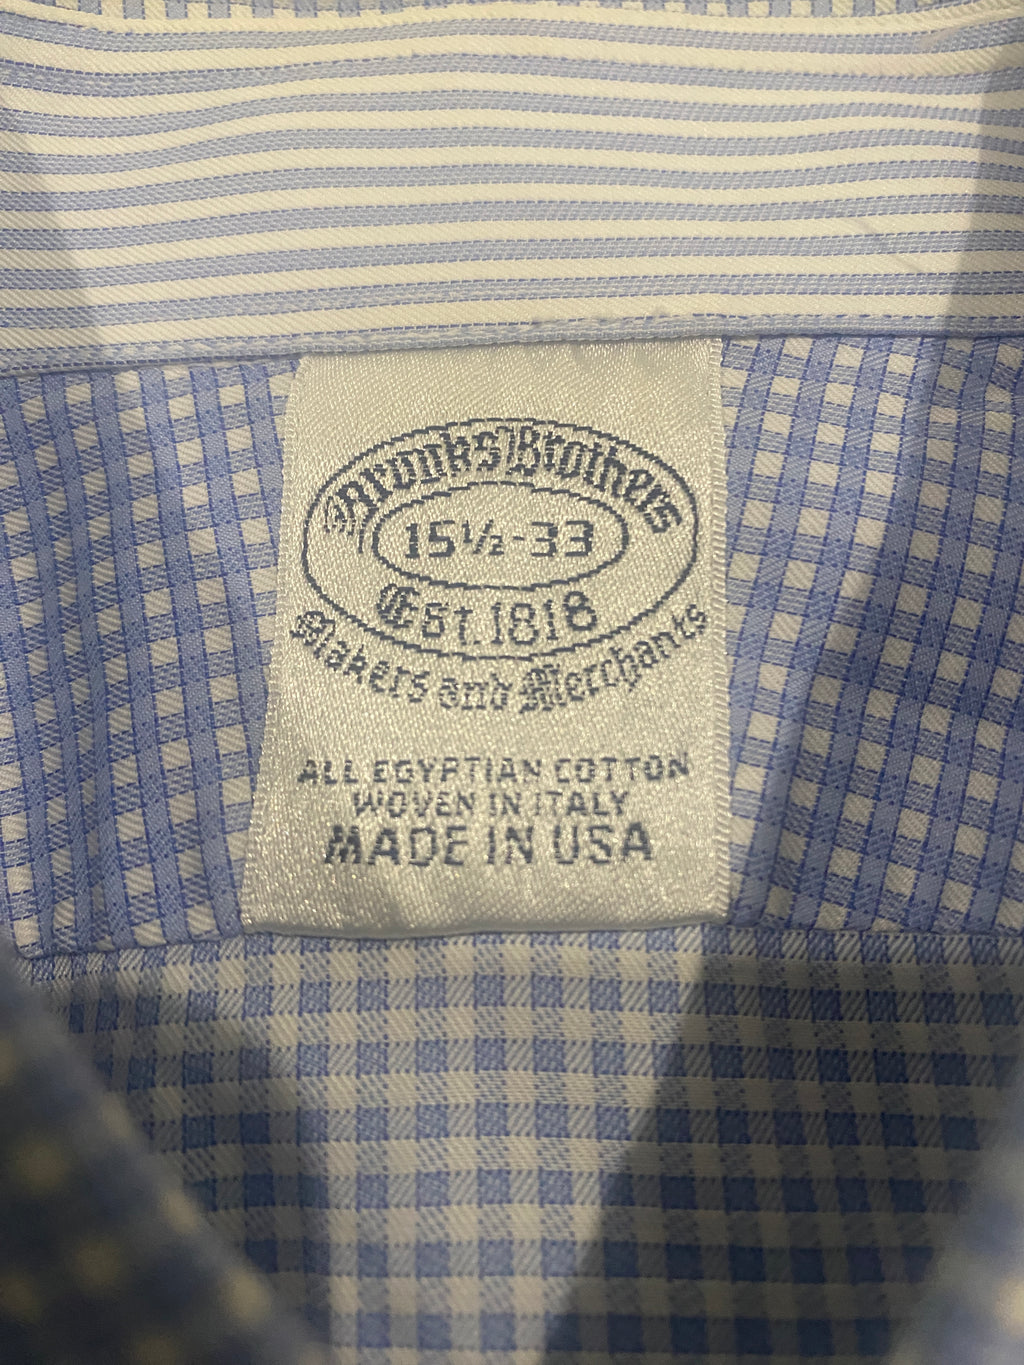 Brooks Brothers
15½-33
Est. 1818
Makers and Merchants
ALL EGYPTIAN COTTON
WOVEN IN ITALY
MADE IN USA